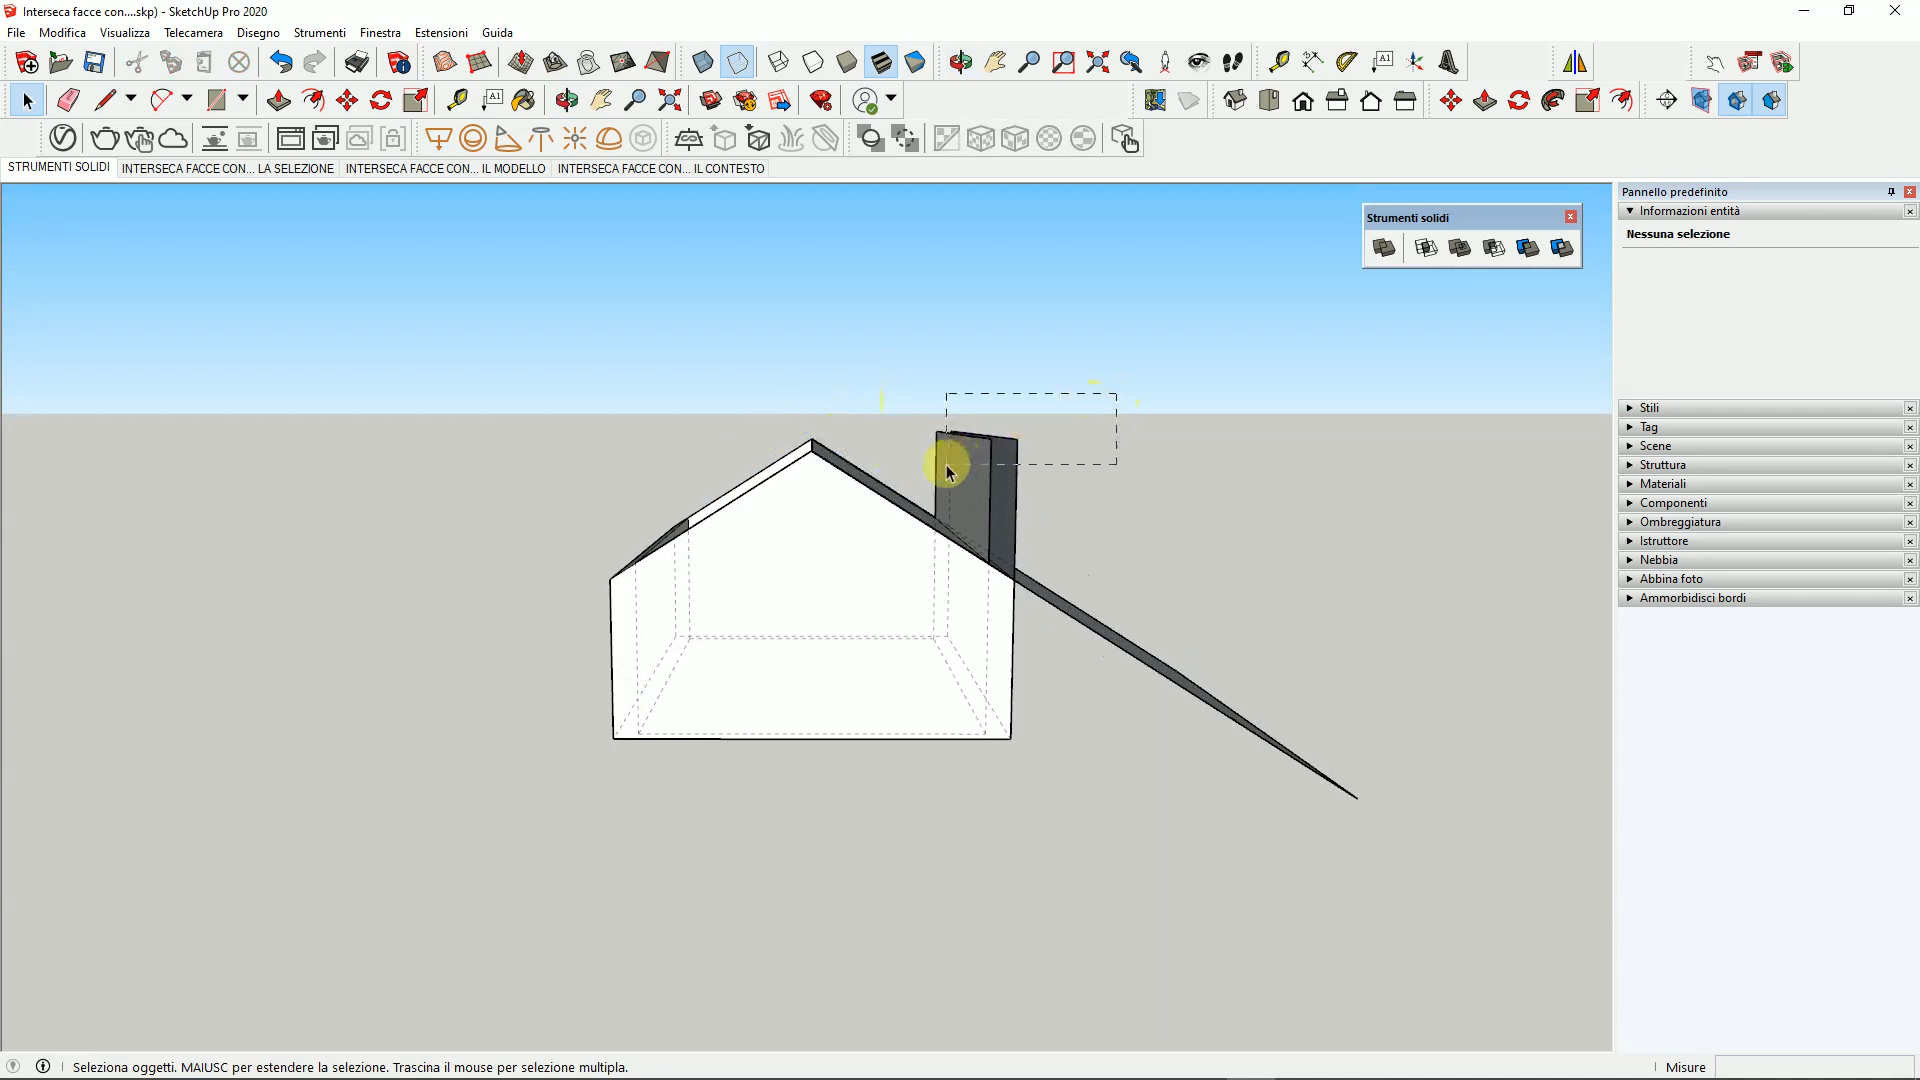 Interseca facce con....skp) - SketchUp Pro 2020
File Modifica Visualizza Telecamera Disegno Strumenti Finestra Estensioni Guida
A1
A1
STRUMENTI SOLIDI INTERSECA FACCE CON... LA SELEZIONE INTERSECA FACCE CON... IL MODELLO INTERSECA FACCE CON... IL CONTESTO
Strumenti solidi
Pannello predefinito
Informazioni entità
Nessuna selezione
Stili
Tag
Scene
Struttura
Materiali
Componenti
Ombreggiatura
Istruttore
Nebbia
Abbina foto
Ammorbidisci bordi
Seleziona oggetti. MAIUSC per estendere la selezione. Trascina il mouse per selezione multipla.
Misure